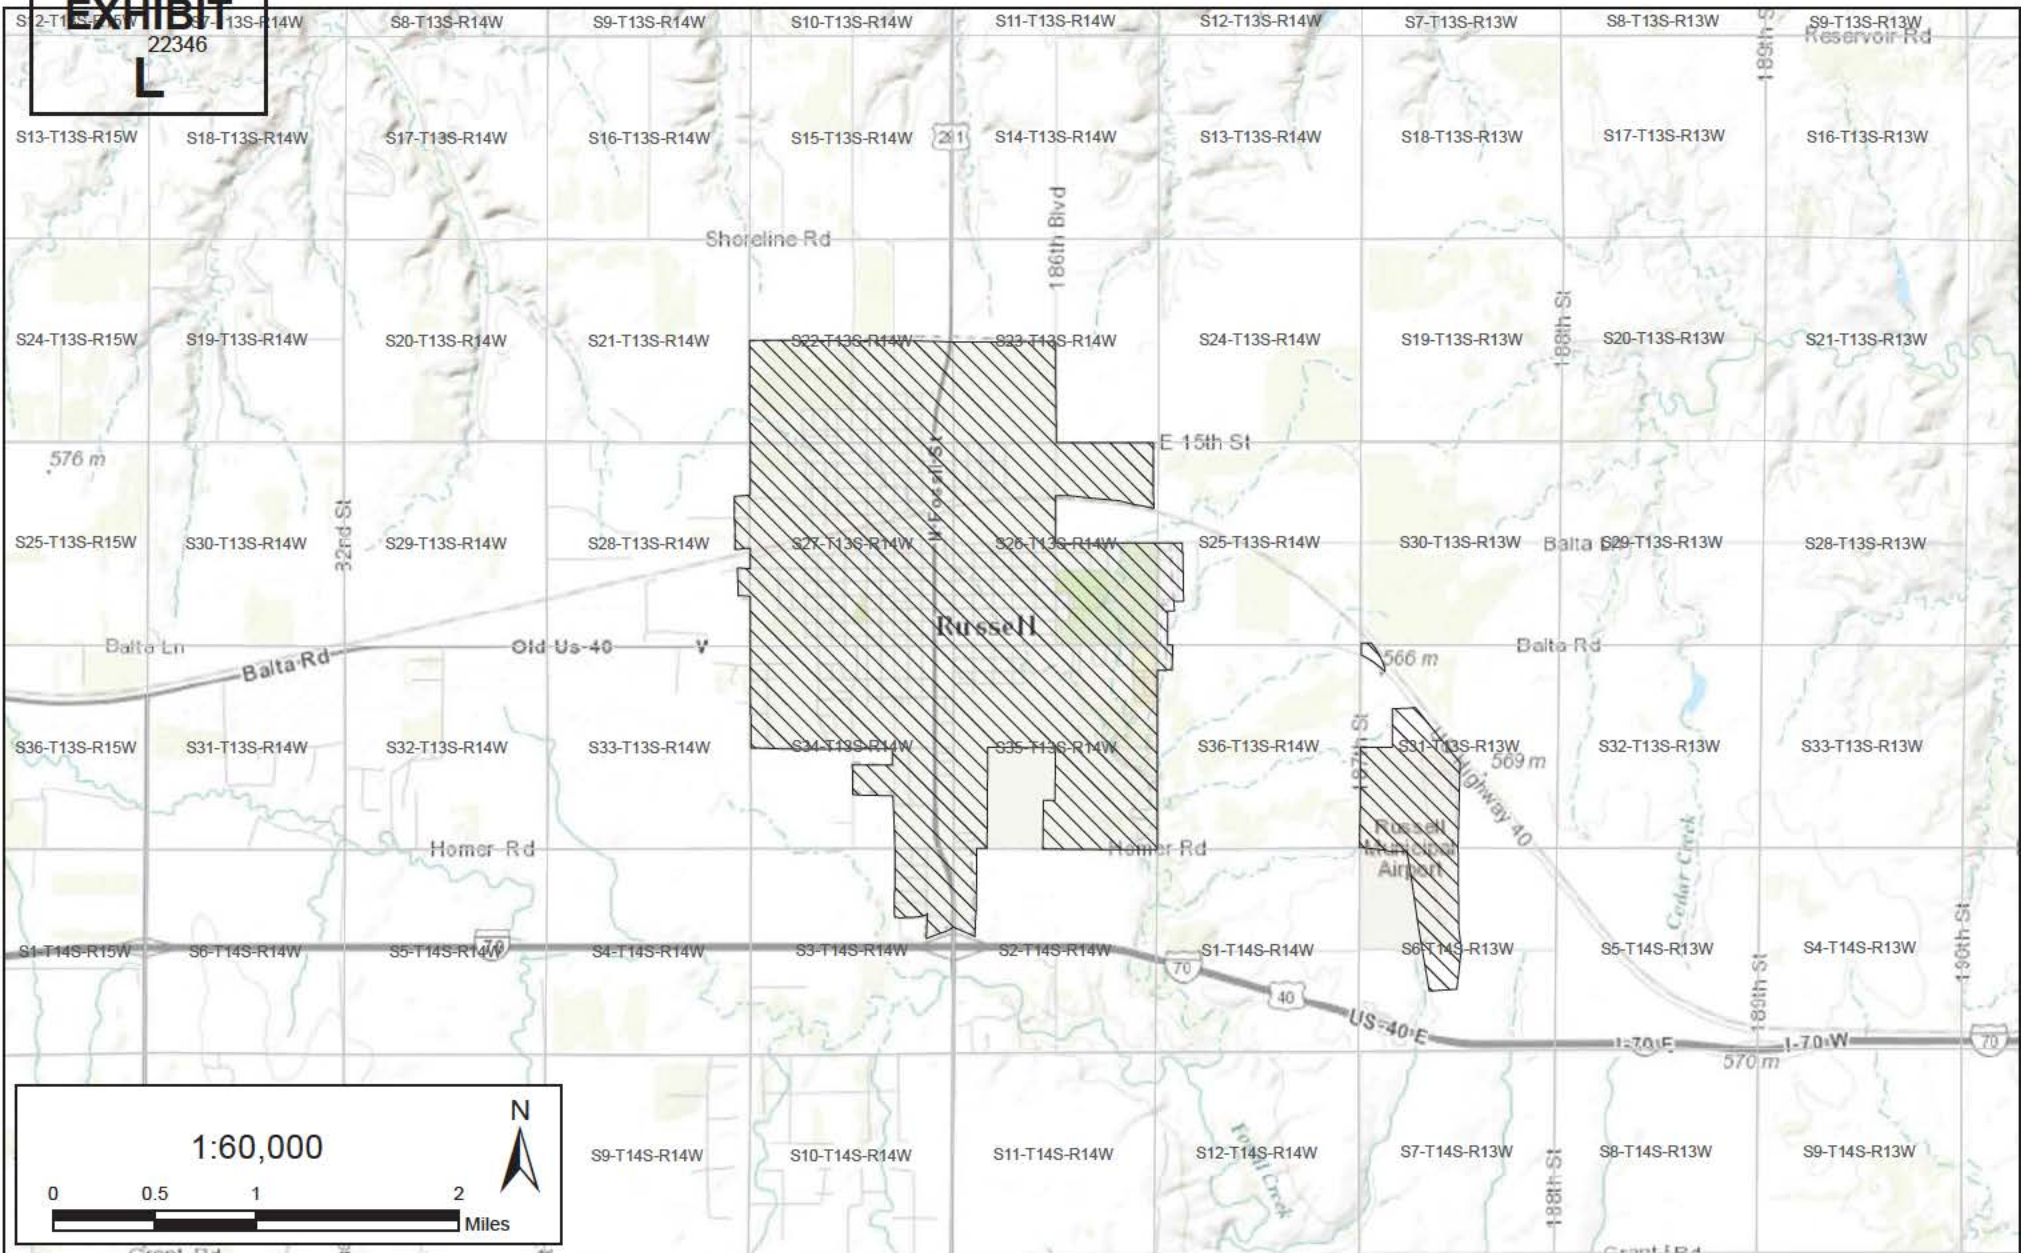 S12-T13S-R15W S7-T13S-R14W S8-T13S-R14W S9-T13S-R14W S10-T13S-R14W S11-T13S-R14W S12-T13S-R14W S7-T13S-R13W S8-T13S-R13W S9-T13S-R13W
EXHIBIT
22346
L
189th S
Reservoir Rd
S13-T13S-R15W S18-T13S-R14W S17-T13S-R14W S16-T13S-R14W S15-T13S-R14W 281 S14-T13S-R14W S13-T13S-R14W S18-T13S-R13W S17-T13S-R13W S16-T13S-R13W
Shoreline Rd
186th Blvd
S24-T13S-R15W S19-T13S-R14W S20-T13S-R14W S21-T13S-R14W S22-T13S-R14W S23-T13S-R14W S24-T13S-R14W S19-T13S-R13W S20-T13S-R13W S21-T13S-R13W
188th St
E 15th St
576 m
32nd St
N Fossil St
S25-T13S-R15W S30-T13S-R14W S29-T13S-R14W S28-T13S-R14W S27-T13S-R14W S26-T13S-R14W S25-T13S-R14W S30-T13S-R13W Balta Ln S29-T13S-R13W S28-T13S-R13W
Russell
Balta Ln
Balta Rd
Old Us-40
V
Balta Rd
566 m
187th St
S36-T13S-R15W S31-T13S-R14W S32-T13S-R14W S33-T13S-R14W S34-T13S-R14W S35-T13S-R14W S36-T13S-R14W S31-T13S-R13W S32-T13S-R13W S33-T13S-R13W
569 m
Highway 40
Homer Rd
Homer Rd
Russell
Municipal
Airport
Cedar Creek
190th St
S1-T14S-R15W S6-T14S-R14W S5-T14S-R14W 70 S4-T14S-R14W S3-T14S-R14W S2-T14S-R14W S1-T14S-R14W S6-T14S-R13W S5-T14S-R13W S4-T14S-R13W
70
40
US-40 E
I-70 E
I-70 W
70
189th St
570 m
1:60,000
N
0 0.5 1 2
Miles
S9-T14S-R14W S10-T14S-R14W S11-T14S-R14W S12-T14S-R14W S7-T14S-R13W S8-T14S-R13W S9-T14S-R13W
Fossil Creek
188th St